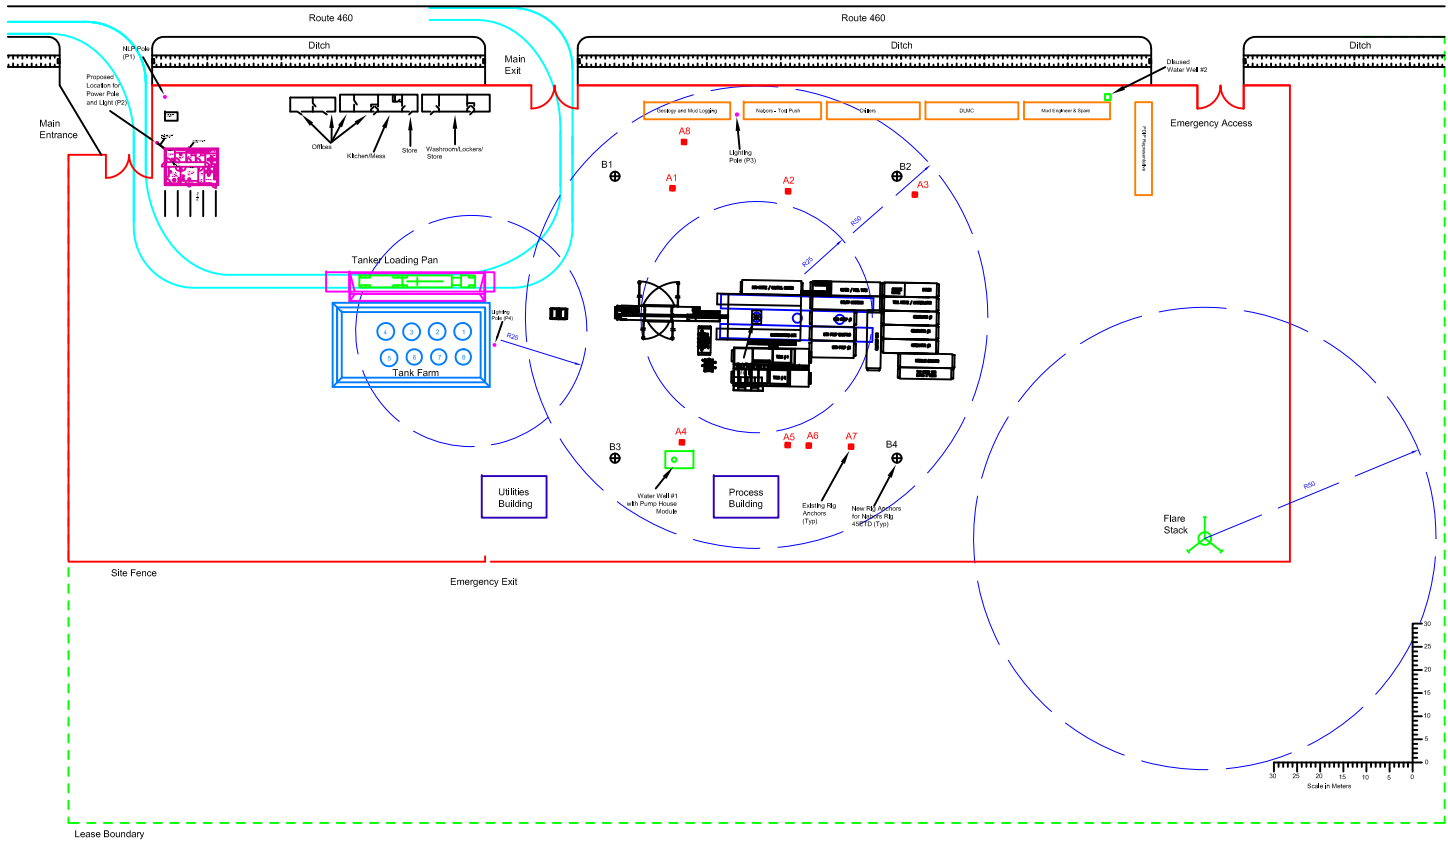 Route 460
Route 460
Ditch
Ditch
Ditch
NLP Pole
(P1)
Main
Exit
Disused
Water Well #2
Proposed
Location for
Power Pole
and Light (P2)
Main
Entrance
Emergency Access
Geology and Mud Logging
Nabors - Tool Push
Drillers
DLMC
Mud Engineer & Spare
Offices
Kitchen/Mess
Store
Washroom/Lockers/
Store
Lighting
Pole (P3)
A8
B1
B2
A1
A2
A3
R50
R25
Tanker Loading Pan
Lighting
Pole (P4)
R25
4
3
2
1
5
6
7
8
Tank Farm
A4
A5
A6
A7
B3
B4
Utilities
Building
Water Well #1
with Pump House
Module
Process
Building
Existing Rig
Anchors
(Typ)
New Rig Anchors
for Nabors Rig
45ETD (Typ)
R50
Flare
Stack
Site Fence
Emergency Exit
30
25
20
15
10
5
0
30
25
20
15
10
5
0
Scale in Meters
Lease Boundary